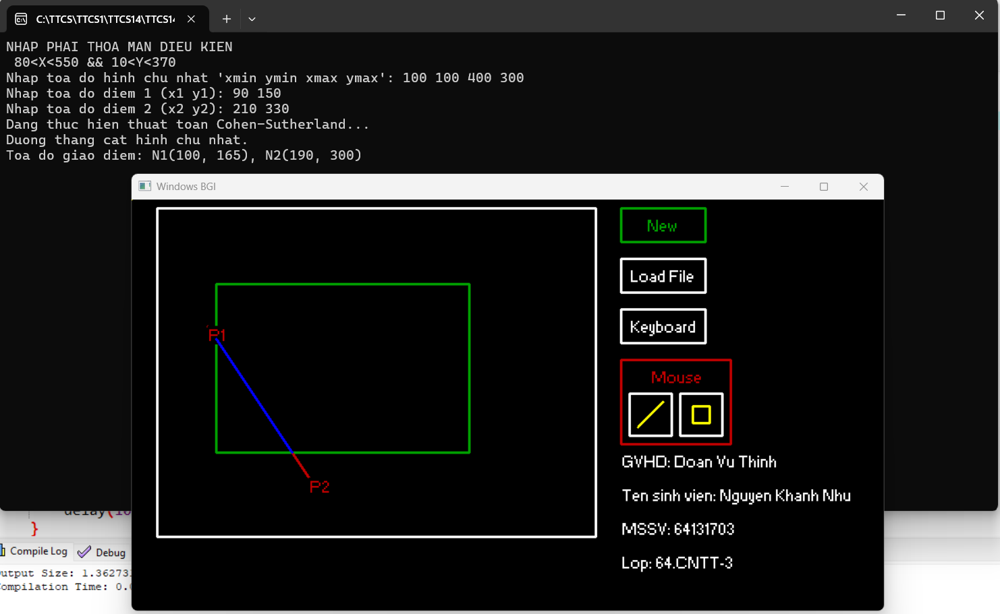 C:\TTCS\TTCS1\TTCS14\TTCS14
NHAP PHAI THOA MAN DIEU KIEN
80<X<550 && 10<Y<370
Nhap toa do hinh chu nhat 'xmin ymin xmax ymax': 100 100 400 300
Nhap toa do diem 1 (x1 y1): 90 150
Nhap toa do diem 2 (x2 y2): 210 330
Dang thuc hien thuat toan Cohen-Sutherland...
Duong thang cat hinh chu nhat.
Toa do giao diem: N1(100, 165), N2(190, 300)
Windows BGI
New
Load File
Keyboard
P1
Mouse
GVHD: Doan Vu Thinh
P2
Ten sinh vien: Nguyen Khanh Nhu
MSSV: 64131703
Lop: 64.CNTT-3
}
Compile Log
Debug
Size: 1.36273
Time: 0.